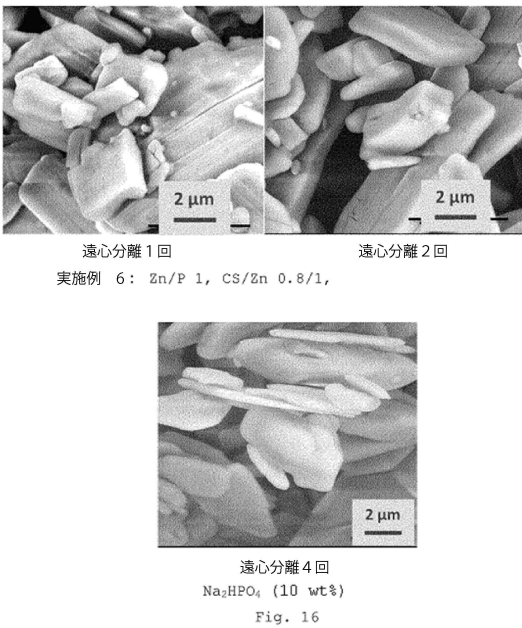 2 μm
2 μm
遠心分離1回
遠心分離2回
実施例 6: Zn/P 1, CS/Zn 0.8/1,
2 μm
遠心分離4回
Na₂HPO₄ (10 wt%)
Fig. 16